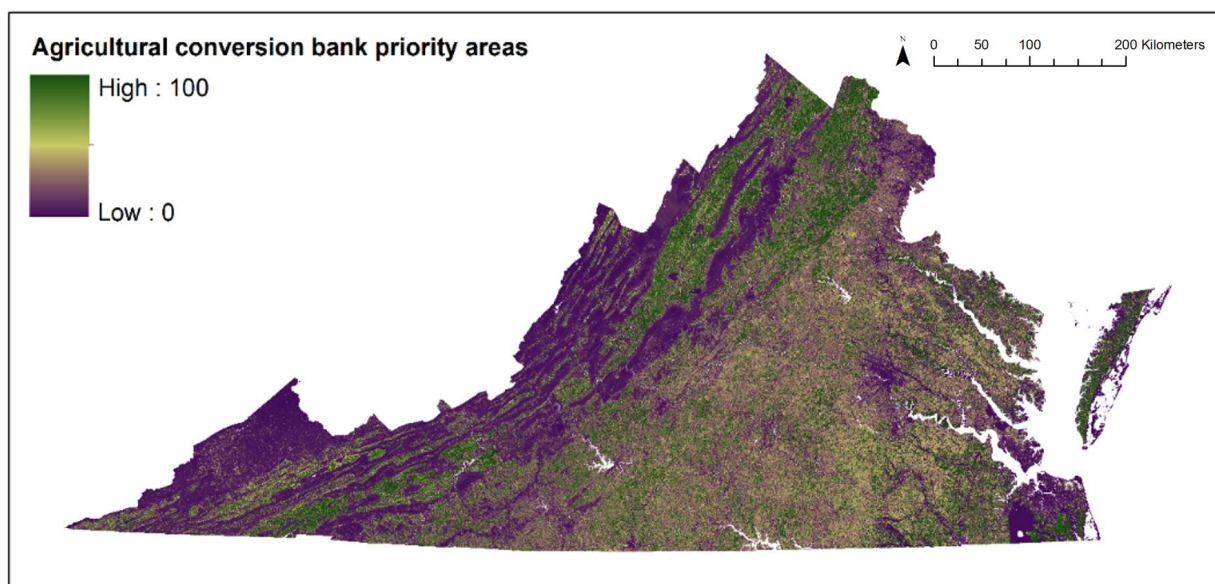 Agricultural conversion bank priority areas
High : 100
Low : 0
N
0 50 100 200 Kilometers